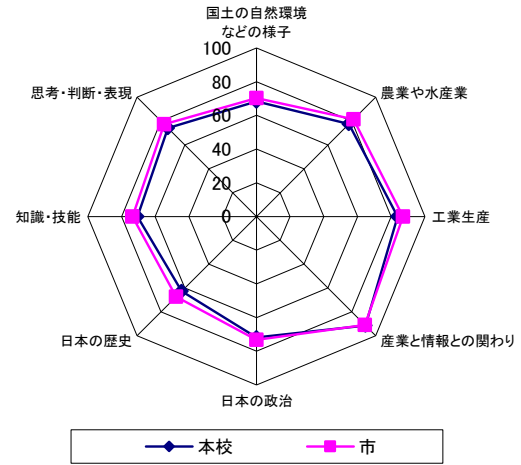 国土の自然環境
などの様子
100
80
60
40
20
0
農業や水産業
工業生産
産業と情報との関わり
日本の政治
日本の歴史
知識・技能
思考・判断・表現
本校
市